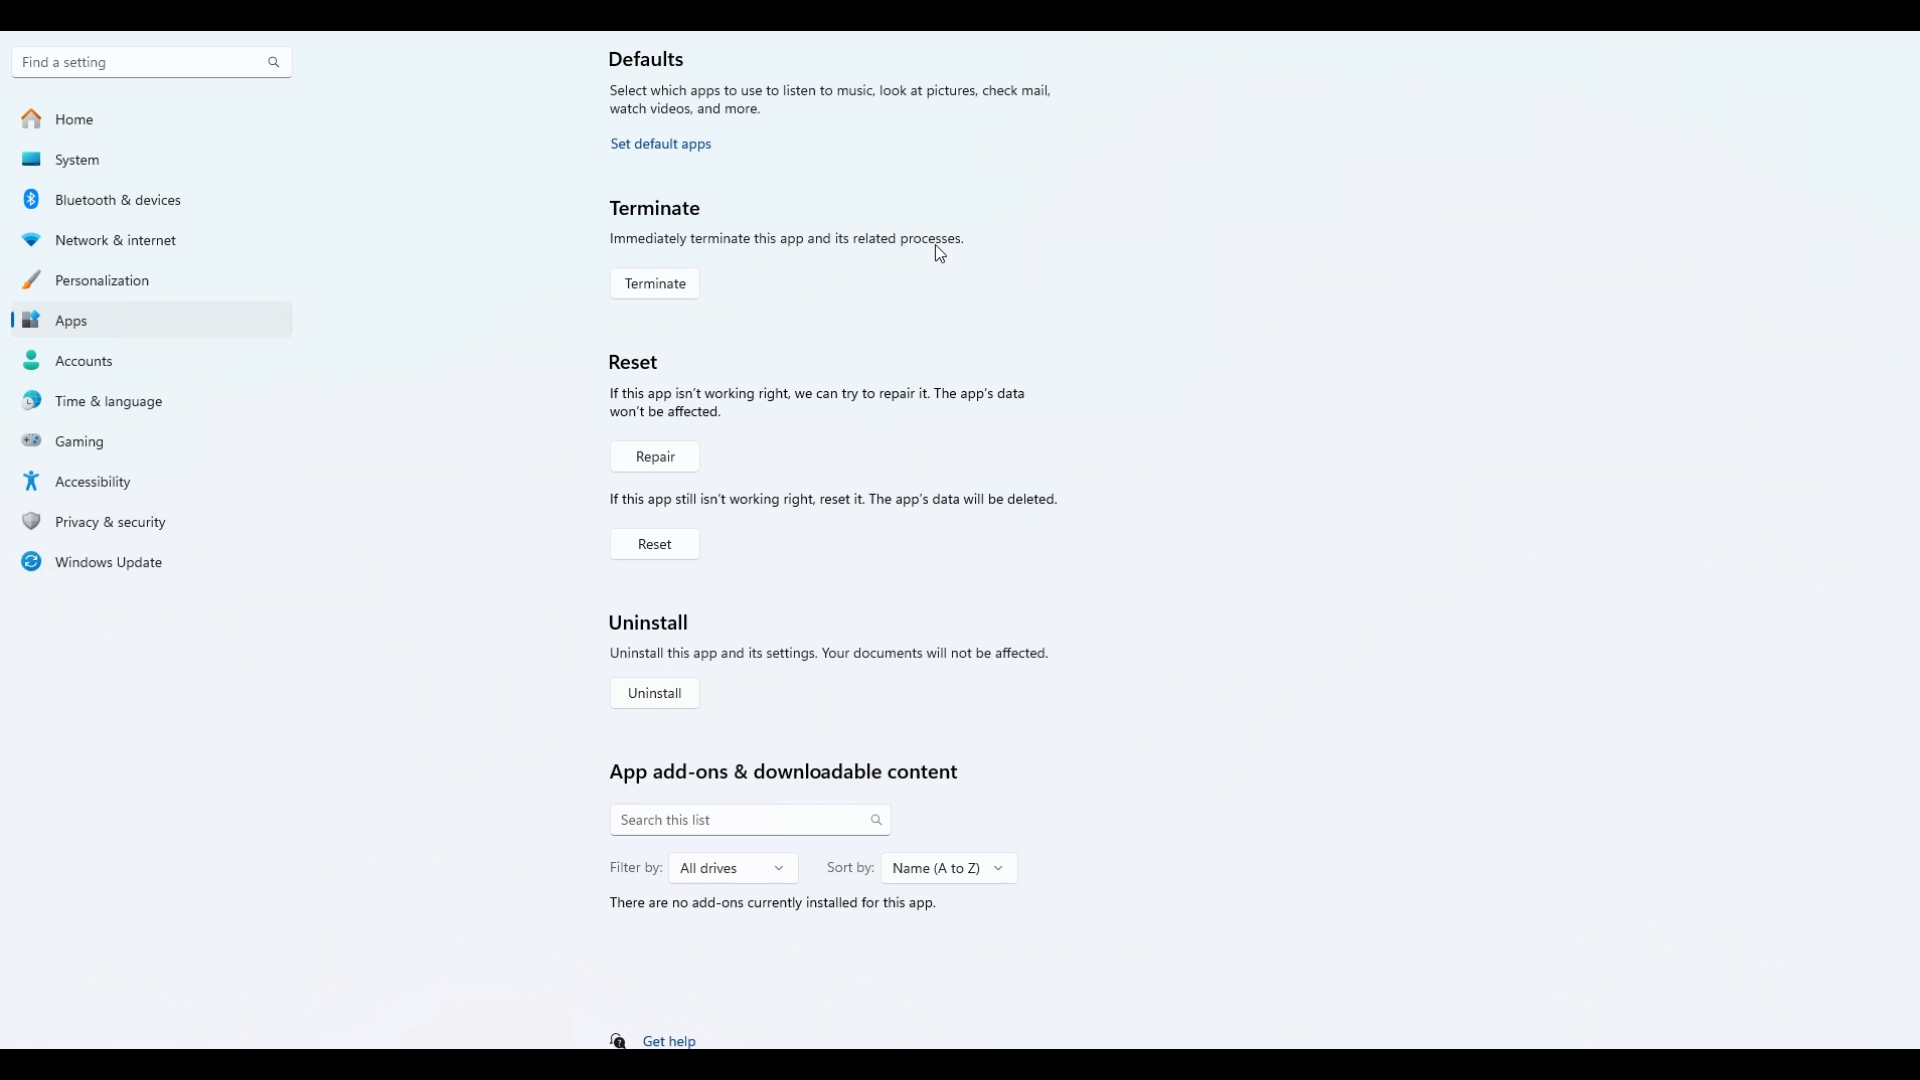 Find a setting
Home
System
Bluetooth & devices
Network & internet
Personalization
Apps
Accounts
Time & language
Gaming
Accessibility
Privacy & security
Windows Update
Defaults
Select which apps to use to listen to music, look at pictures, check mail,
watch videos, and more.
Set default apps
Terminate
Immediately terminate this app and its related processes.
Terminate
Reset
If this app isn't working right, we can try to repair it. The app's data
won't be affected.
Repair
If this app still isn't working right, reset it. The app's data will be deleted.
Reset
Uninstall
Uninstall this app and its settings. Your documents will not be affected.
Uninstall
App add-ons & downloadable content
Search this list
Filter by: All drives Sort by: Name (A to Z)
There are no add-ons currently installed for this app.
Get help